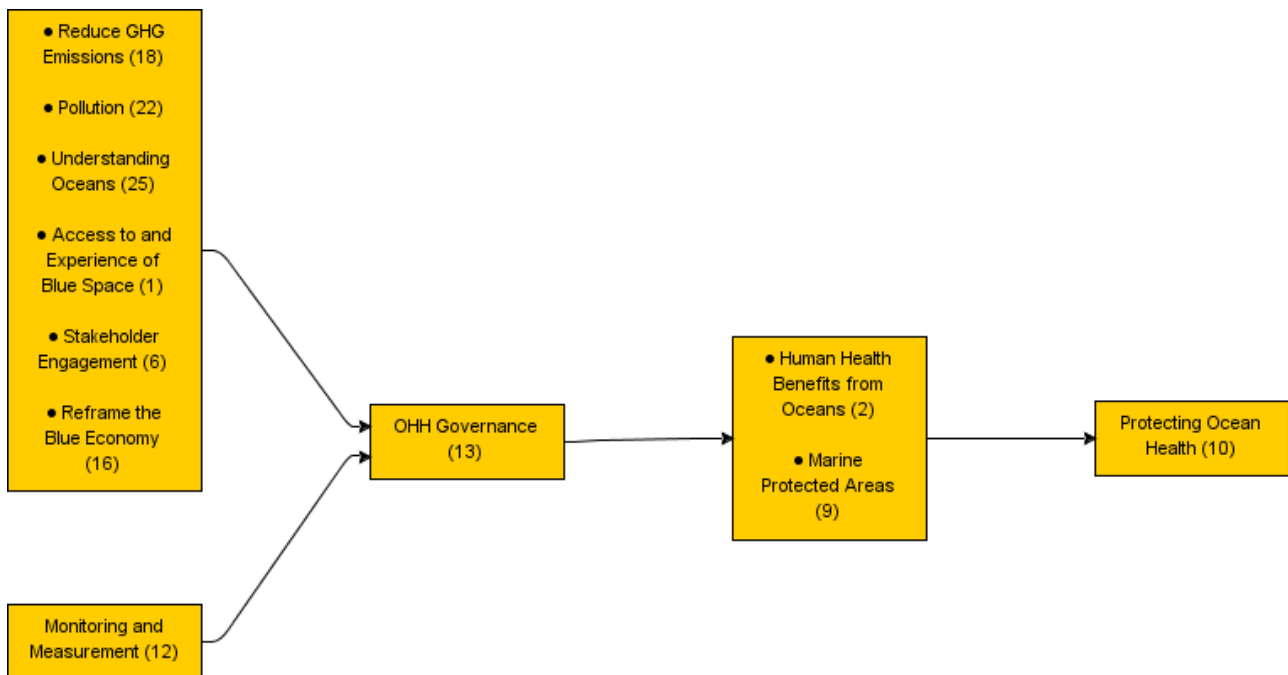 ● Reduce GHG
Emissions (18)
● Pollution (22)
● Understanding
Oceans (25)
● Access to and
Experience of
Blue Space (1)
● Stakeholder
Engagement (6)
● Reframe the
Blue Economy
(16)
Monitoring and
Measurement (12)
OHH Governance
(13)
● Human Health
Benefits from
Oceans (2)
● Marine
Protected Areas
(9)
Protecting Ocean
Health (10)